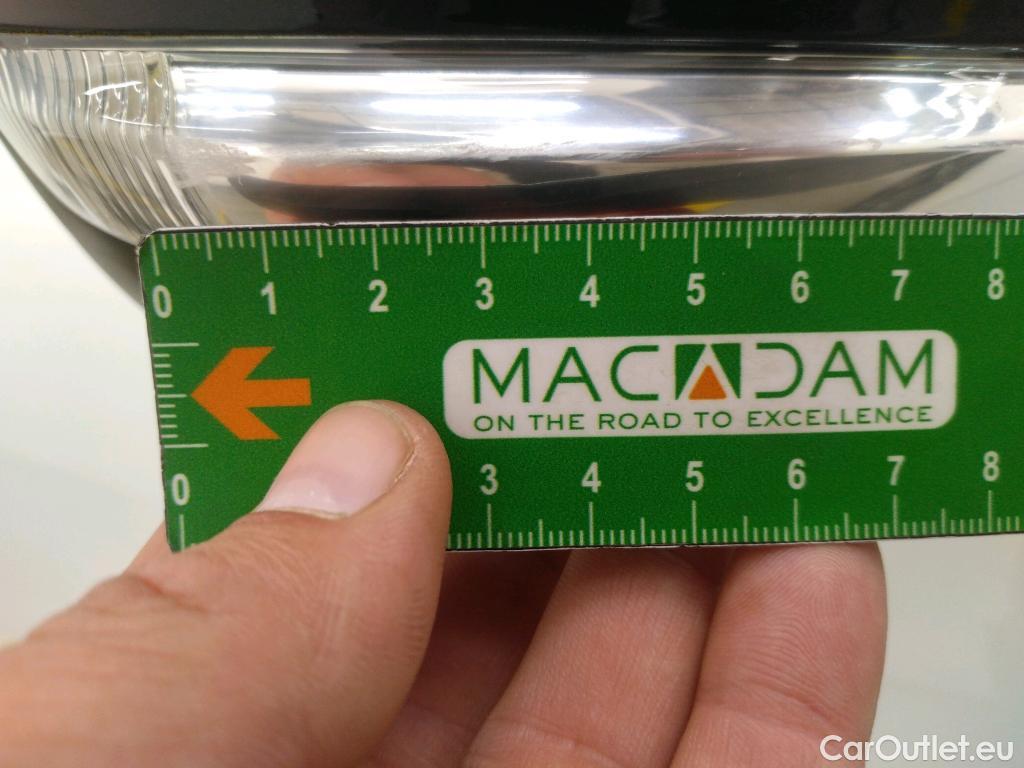 0 1 2 3 4 5 6 7 8
MACADAM
ON THE ROAD TO EXCELLENCE
0 3 4 5 6 7 8
CarOutlet.eu